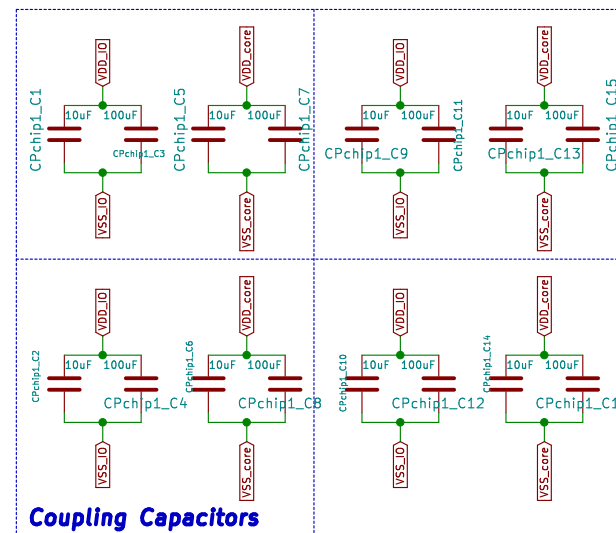 VDD_IO
VDD_core
VDD_IO
VDD_core
CPchip1_C1
10uF
100uF
CPchip1_C3
CPchip1_C5
10uF
100uF
CPchip1_C7
10uF
100uF
CPchip1_C9
CPchip1_C11
10uF
100uF
CPchip1_C13
CPchip1_C15
VSS_IO
VSS_core
VSS_IO
VSS_core
VDD_IO
VDD_core
VDD_IO
VDD_core
CPchip1_C2
10uF
100uF
CPchip1_C4
CPchip1_C6
10uF
100uF
CPchip1_C8
CPchip1_C10
10uF
100uF
CPchip1_C12
CPchip1_C14
10uF
100uF
CPchip1_C1
VSS_IO
VSS_core
VSS_IO
VSS_core
Coupling Capacitors